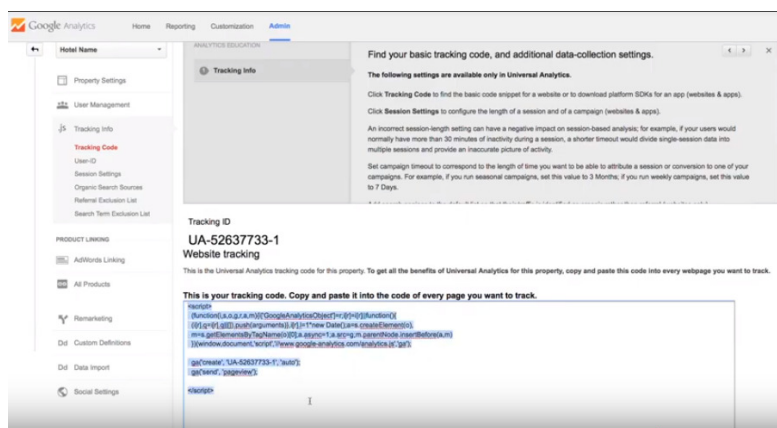 Google Analytics
Home Reporting Customization Admin
Hotel Name
Property Settings
User Management
Tracking Info
Tracking Code
User-ID
Session Settings
Organic Search Sources
Referral Exclusion List
Search Term Exclusion List
PRODUCT LINKING
AdWords Linking
All Products
Remarketing
Dd Custom Definitions
Dd Data Import
Social Settings
ANALYTICS EDUCATION
Tracking Info
Find your basic tracking code, and additional data-collection settings.
The following settings are available only in Universal Analytics.
Click Tracking Code to find the basic code snippet for a website or to download platform SDKs for an app (websites & apps).
Click Session Settings to configure the length of a session and of a campaign (websites & apps).
An incorrect session-length setting can have a negative impact on session-based analysis; for example, if your users would
normally have more than 30 minutes of inactivity during a session, a shorter timeout would divide single-session data into
multiple sessions and provide an inaccurate picture of activity.
Set campaign timeout to correspond to the length of time you want to be able to attribute a session or conversion to one of your
campaigns. For example, if you run seasonal campaigns, set this value to 3 Months; if you run weekly campaigns, set this value
to 7 Days.
Tracking ID
UA-52637733-1
Website tracking
This is the Universal Analytics tracking code for this property. To get all the benefits of Universal Analytics for this property, copy and paste this code into every webpage you want to track.
This is your tracking code. Copy and paste it into the code of every page you want to track.
<script>
(function(i,s,o,g,r,a,m){i['GoogleAnalyticsObject']=r;i[r]=i[r]||function(){
(i[r].q=i[r].q||[]).push(arguments)},i[r].l=1*new Date();a=s.createElement(o),
m=s.getElementsByTagName(o)[0];a.async=1;a.src=g;m.parentNode.insertBefore(a,m)
})(window,document,'script','//www.google-analytics.com/analytics.js','ga');
ga('create', 'UA-52637733-1', 'auto');
ga('send', 'pageview');
</script>